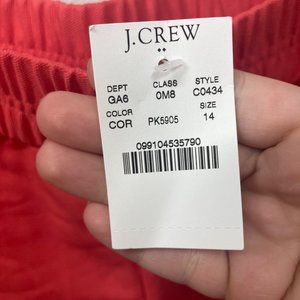 J.CREW
DEPT CLASS STYLE
GA6 0M8 C0434
COLOR SIZE
COR PK5905 14
099104535790